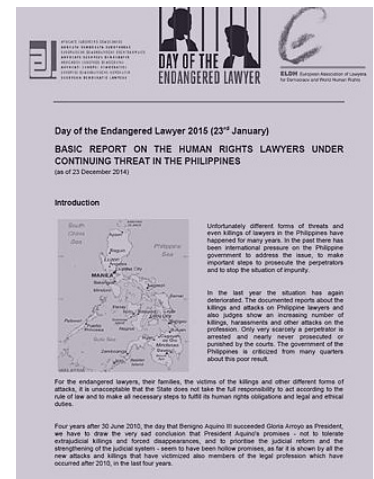 DAY OF THE
ENDANGERED LAWYER
ELDH European Association of Lawyers
for Democracy and World Human Rights
Day of the Endangered Lawyer 2015 (23rd January)
BASIC REPORT ON THE HUMAN RIGHTS LAWYERS UNDER
CONTINUING THREAT IN THE PHILIPPINES
(as of 23 December 2014)
Introduction
South
China
Sea
Philippine
Sea
MANILA
Unfortunately different forms of threats and
even killings of lawyers in the Philippines have
happened for many years. In the past there has
been international pressure on the Philippine
government to address the issue, to make
important steps to prosecute the perpetrators
and to stop the situation of impunity.
In the last year the situation has again
deteriorated. The documented reports about the
killings and attacks on Philippine lawyers and
also judges show an increasing number of
killings, harassments and other attacks on the
profession. Only very scarcely a perpetrator is
arrested and nearly never prosecuted or
punished by the courts. The government of the
Philippines is criticized from many quarters
about this poor result.
For the endangered lawyers, their families, the victims of the killings and other different forms of
attacks, it is unacceptable that the State does not take the full responsibility to act according to the
rule of law and to make all necessary steps to fulfil its human rights obligations and legal and ethical
duties.
Four years after 30 June 2010, the day that Benigno Aquino III succeeded Gloria Arroyo as President,
we have to draw the very sad conclusion that President Aquino's promises - not to tolerate
extrajudicial killings and forced disappearances, and to prioritise the judicial reform and the
strengthening of the judicial system - seems to have been hollow promises, as far it is shown by all the
new attacks and killings that have victimized also members of the legal profession which have
occurred after 2010, in the last four years.